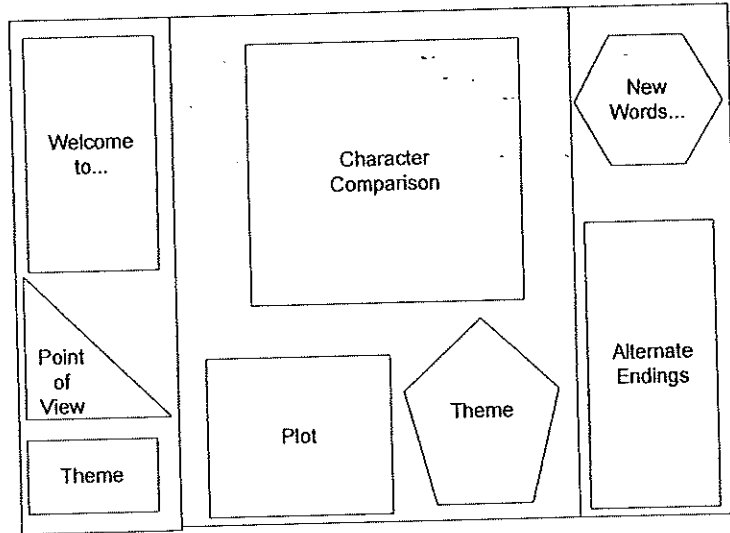 Welcome
to...
Point
of
View
Theme
Character
Comparison
Plot
Theme
New
Words...
Alternate
Endings